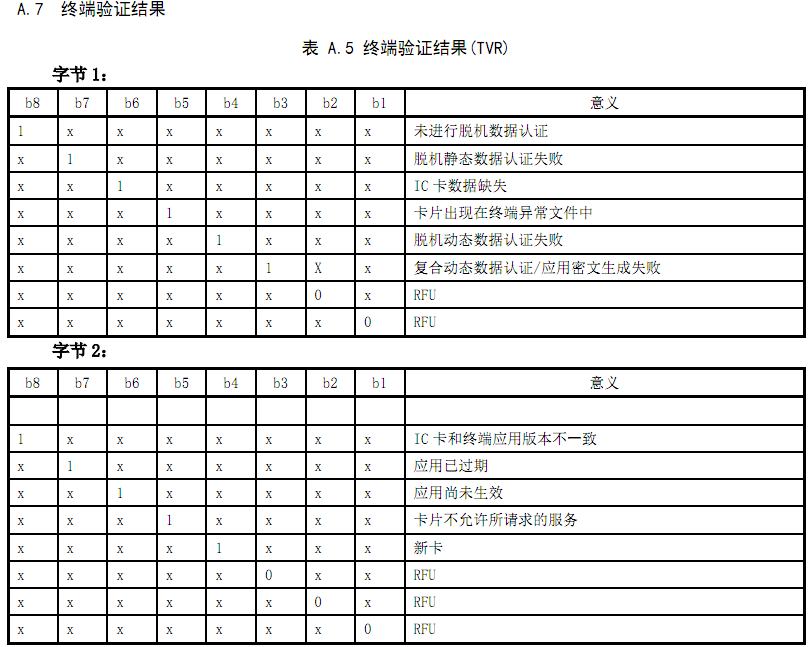 A.7 终端验证结果
表 A.5 终端验证结果(TVR)
字节1:
b8 b7 b6 b5 b4 b3 b2 b1 意义
1 x x x x x x x 未进行脱机数据认证
x 1 x x x x x x 脱机静态数据认证失败
x x 1 x x x x x IC卡数据缺失
x x x 1 x x x x 卡片出现在终端异常文件中
x x x x 1 x x x 脱机动态数据认证失败
x x x x x 1 X x 复合动态数据认证/应用密文生成失败
x x x x x x 0 x RFU
x x x x x x x 0 RFU
字节2:
b8 b7 b6 b5 b4 b3 b2 b1 意义
1 x x x x x x x IC卡和终端应用版本不一致
x 1 x x x x x x 应用已过期
x x 1 x x x x x 应用尚未生效
x x x 1 x x x x 卡片不允许所请求的服务
x x x x 1 x x x 新卡
x x x x x 0 x x RFU
x x x x x x 0 x RFU
x x x x x x x 0 RFU